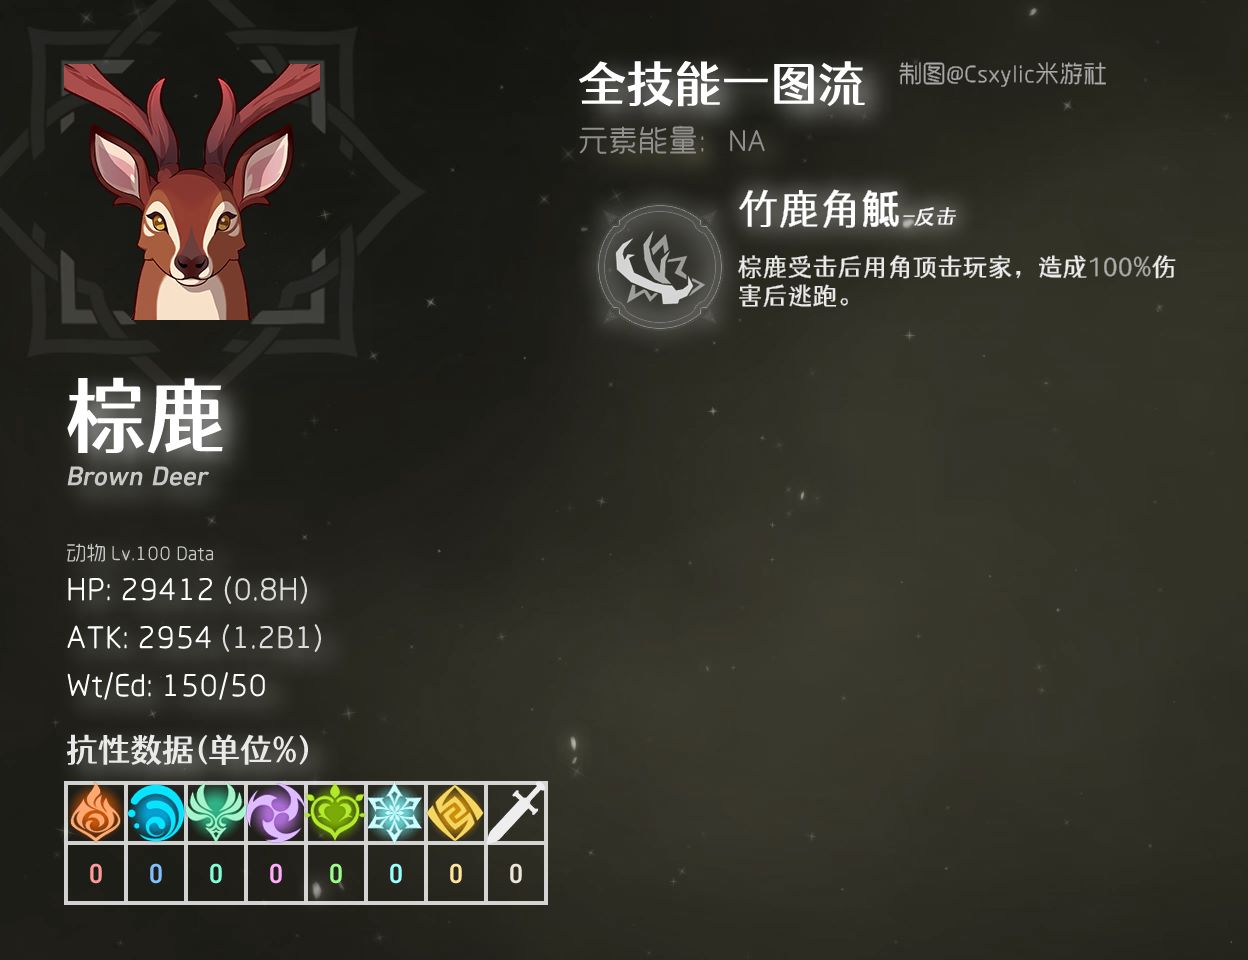 全技能一图流 制图@Csxylic米游社
元素能量: NA
竹鹿角觝-反击
棕鹿受击后用角顶击玩家，造成100%伤
害后逃跑。
棕鹿
Brown Deer
动物 Lv.100 Data
HP: 29412 (0.8H)
ATK: 2954 (1.2B1)
Wt/Ed: 150/50
抗性数据(单位%)
0 0 0 0 0 0 0 0